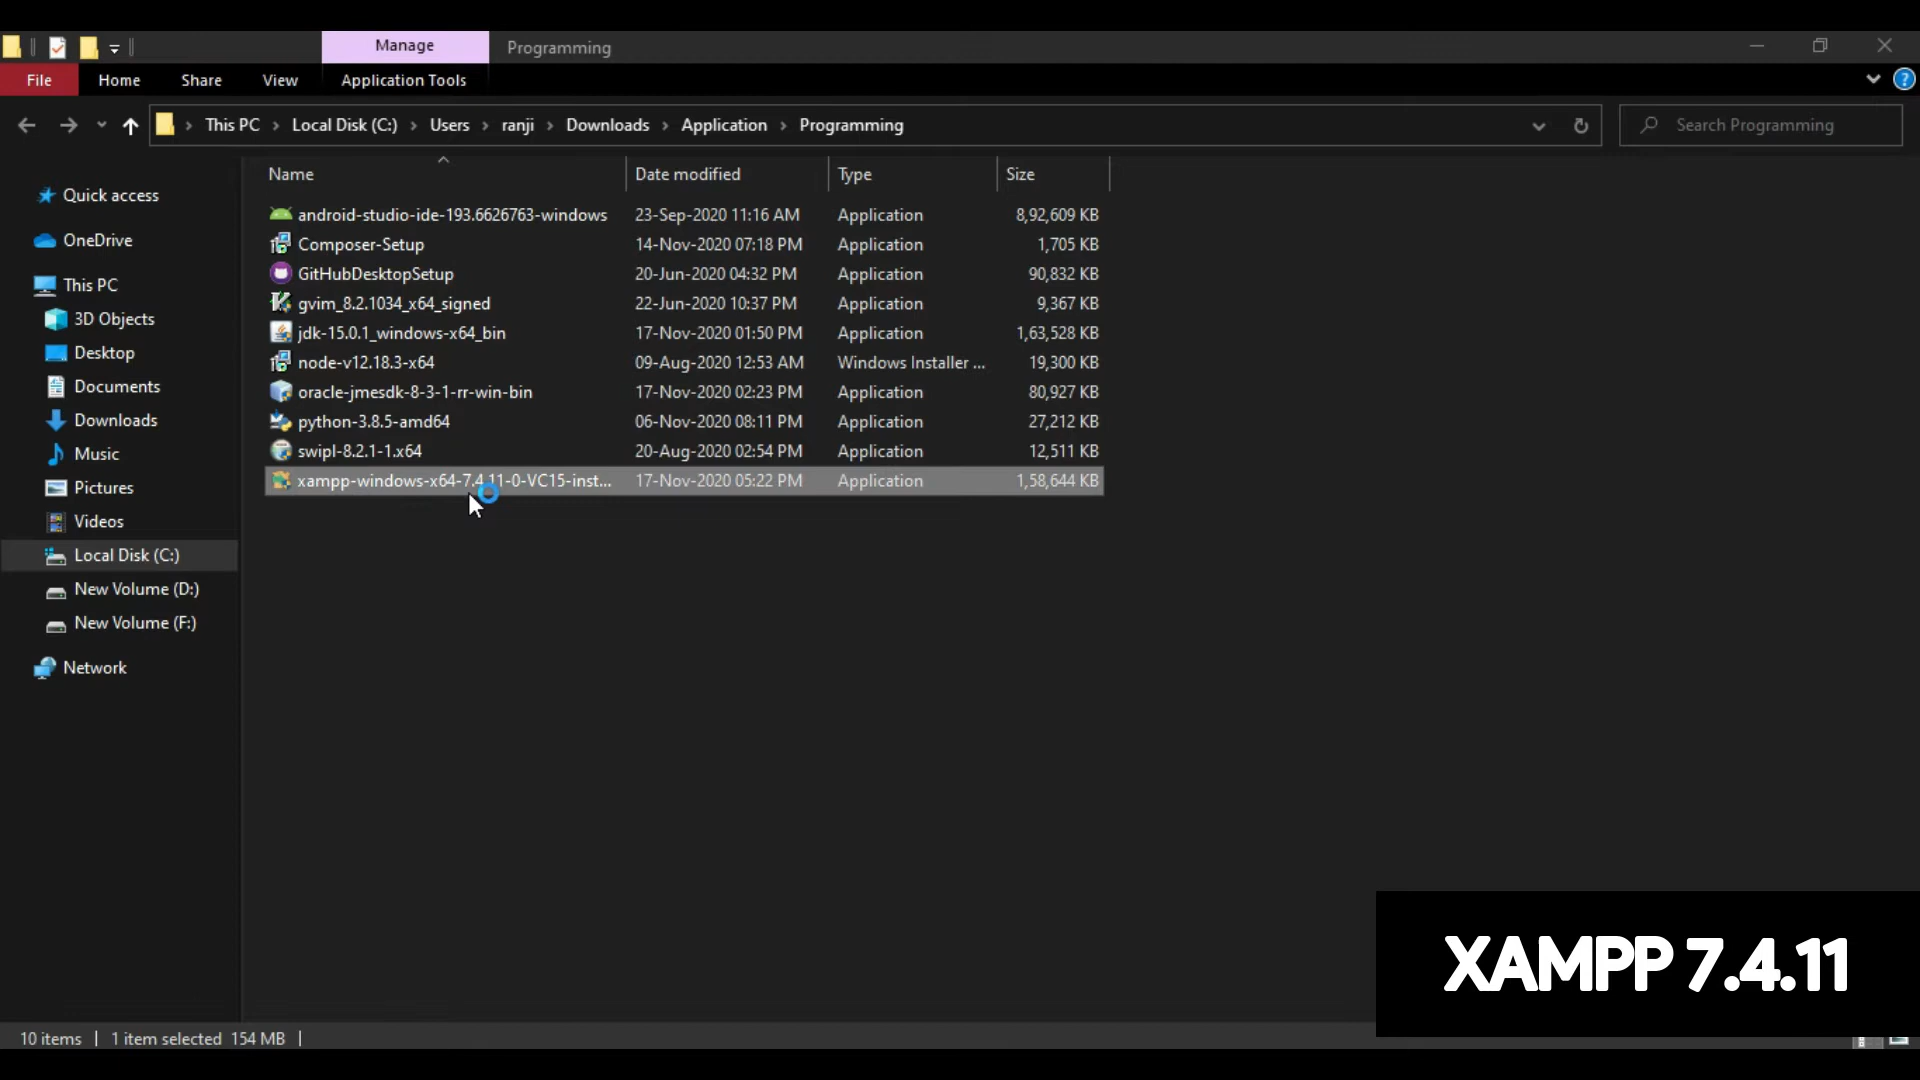 Manage
Programming
File
Home
Share
View
Application Tools
This PC
Local Disk (C:)
Users
ranji
Downloads
Application
Programming
Search Programming
Name
Date modified
Type
Size
Quick access
OneDrive
This PC
3D Objects
Desktop
Documents
Downloads
Music
Pictures
Videos
Local Disk (C:)
New Volume (D:)
New Volume (F:)
Network
android-studio-ide-193.6626763-windows 23-Sep-2020 11:16 AM Application 8,92,609 KB
Composer-Setup 14-Nov-2020 07:18 PM Application 1,705 KB
GitHubDesktopSetup 20-Jun-2020 04:32 PM Application 90,832 KB
gvim_8.2.1034_x64_signed 22-Jun-2020 10:37 PM Application 9,367 KB
jdk-15.0.1_windows-x64_bin 17-Nov-2020 01:50 PM Application 1,63,528 KB
node-v12.18.3-x64 09-Aug-2020 12:53 AM Windows Installer ... 19,300 KB
oracle-jmesdk-8-3-1-rr-win-bin 17-Nov-2020 02:23 PM Application 80,927 KB
python-3.8.5-amd64 06-Nov-2020 08:11 PM Application 27,212 KB
swipl-8.2.1-1.x64 20-Aug-2020 02:54 PM Application 12,511 KB
xampp-windows-x64-7.4.11-0-VC15-inst... 17-Nov-2020 05:22 PM Application 1,58,644 KB
XAMPP 7.4.11
10 items
1 item selected 154 MB